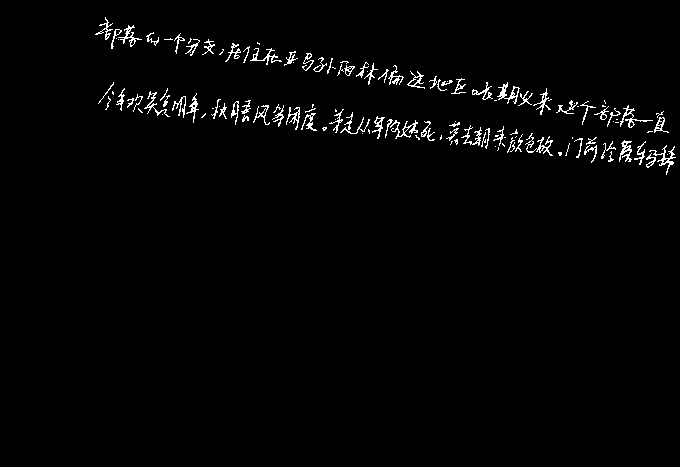 部落的一个分支，居住在亚马孙雨林偏远地区。长期以来，这个部落一直
今年欢笑复明年，秋月春风等闲度。弟走从军阿姨死，暮去朝来颜色故。门前冷落车马稀